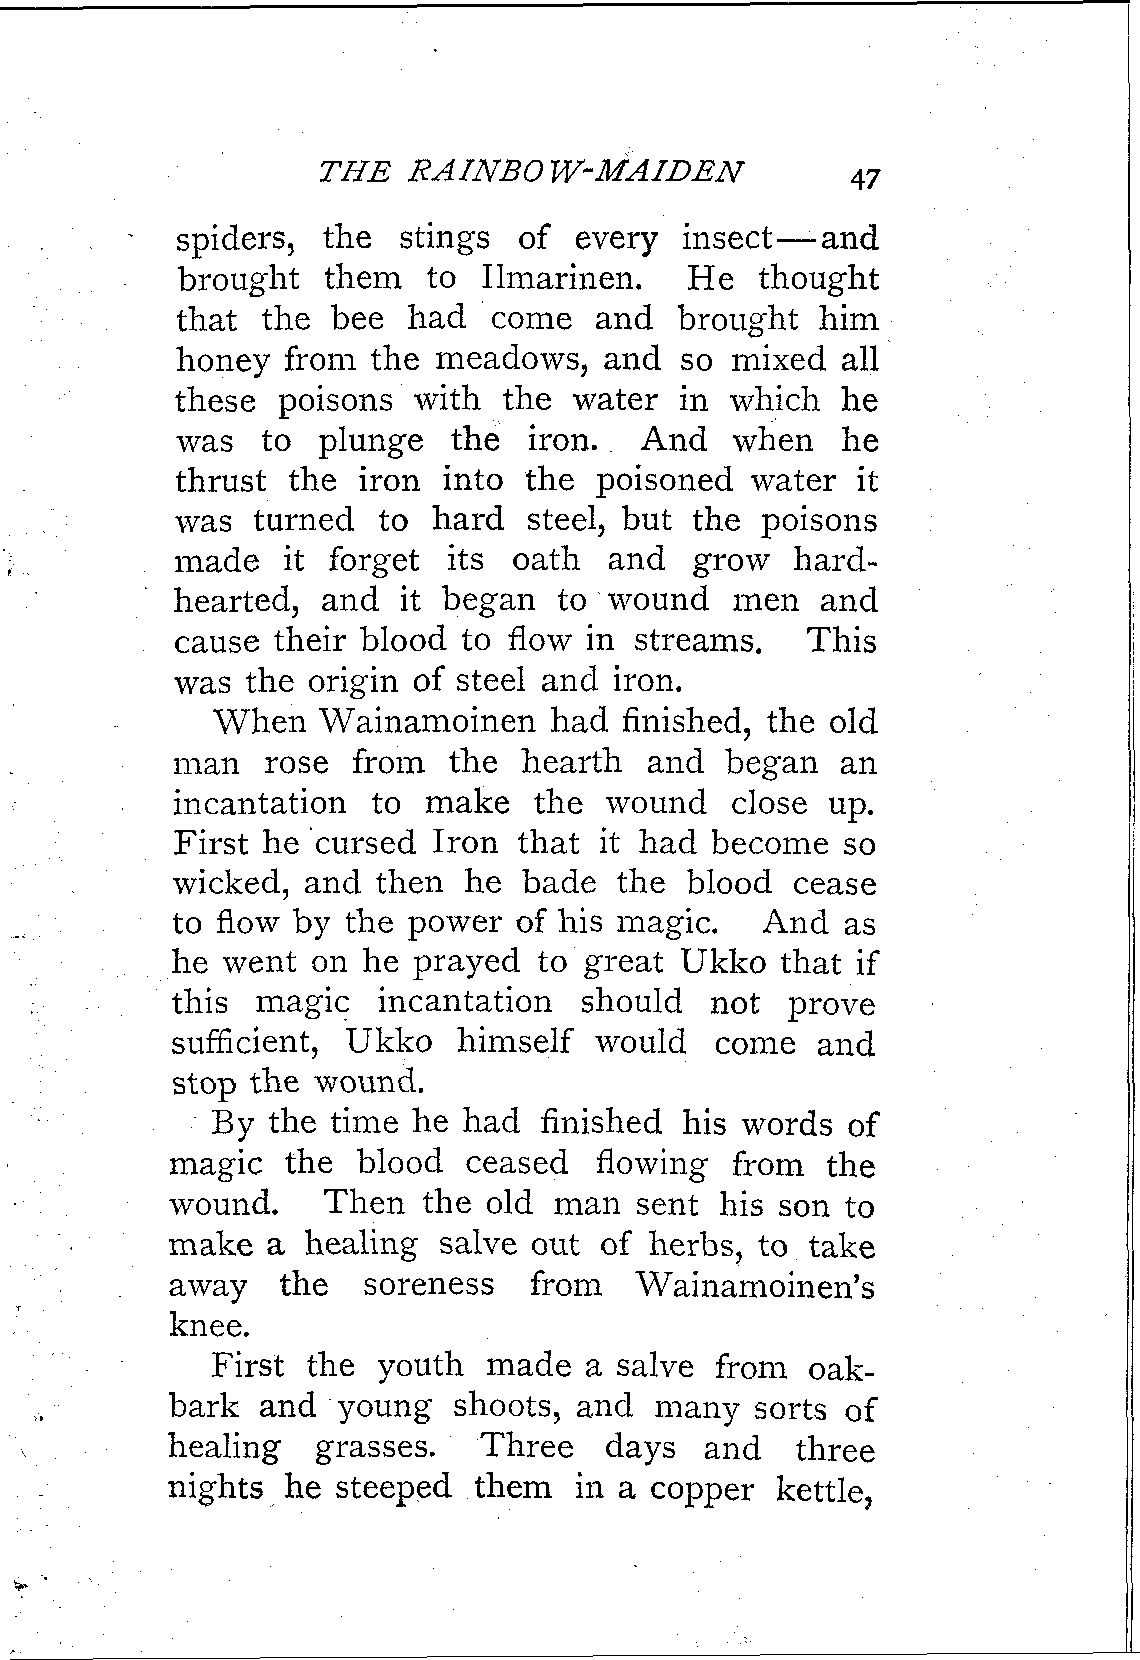 THE RAINBOW-MAIDEN 47
spiders, the stings of every insect—and
brought them to Ilmarinen. He thought
that the bee had come and brought him
honey from the meadows, and so mixed all
these poisons with the water in which he
was to plunge the iron. And when he
thrust the iron into the poisoned water it
was turned to hard steel, but the poisons
made it forget its oath and grow hard-
hearted, and it began to wound men and
cause their blood to flow in streams. This
was the origin of steel and iron.
When Wainamoinen had finished, the old
man rose from the hearth and began an
incantation to make the wound close up.
First he cursed Iron that it had become so
wicked, and then he bade the blood cease
to flow by the power of his magic. And as
he went on he prayed to great Ukko that if
this magic incantation should not prove
sufficient, Ukko himself would come and
stop the wound.
By the time he had finished his words of
magic the blood ceased flowing from the
wound. Then the old man sent his son to
make a healing salve out of herbs, to take
away the soreness from Wainamoinen's
knee.
First the youth made a salve from oak-
bark and young shoots, and many sorts of
healing grasses. Three days and three
nights he steeped them in a copper kettle,